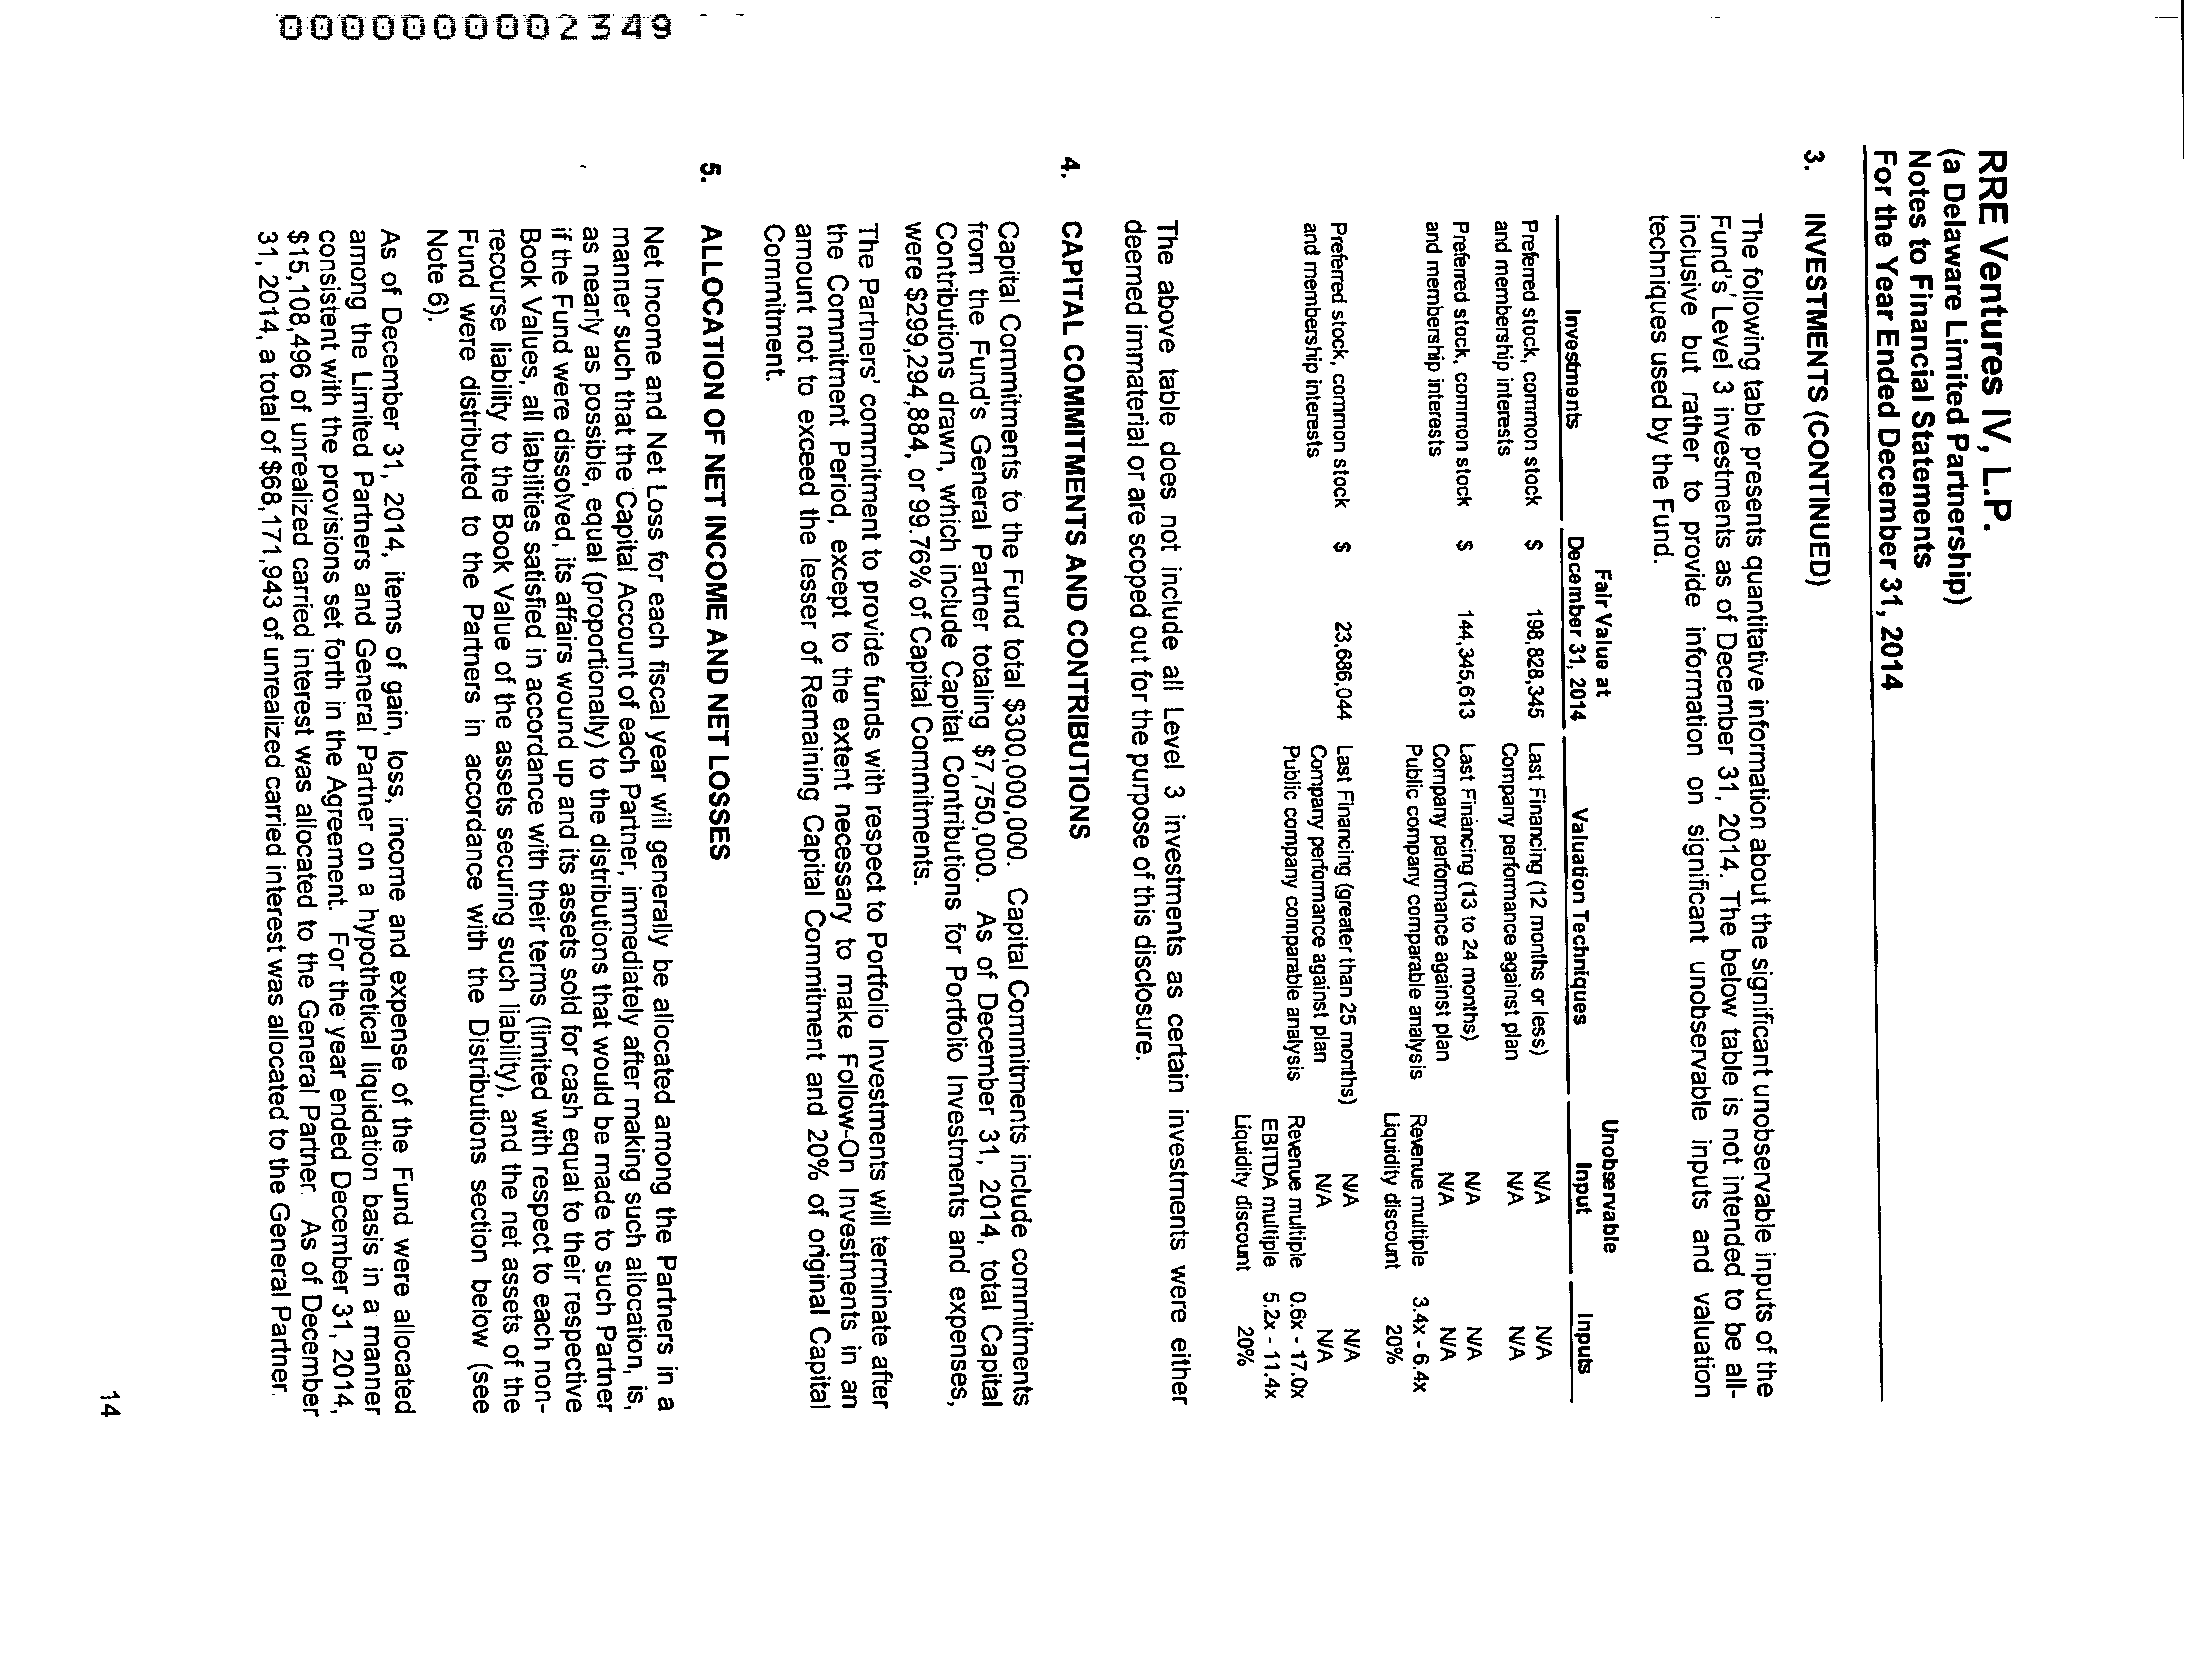 RRE Ventures IV, L.P.
(a Delaware Limited Partnership)
Notes to Financial Statements
For the Year Ended December 31, 2014
3. INVESTMENTS (CONTINUED)
The following table presents quantitative information about the significant unobservable inputs of the
Fund's Level 3 investments as of December 31, 2014. The below table is not intended to be all-
inclusive but rather to provide information on significant unobservable inputs and valuation
techniques used by the Fund.
Fair Value at Unobservable
Investments December 31, 2014 Valuation Techniques Input Inputs
Preferred stock, common stock $ 198,828,345 Last Financing (12 months or less) N/A N/A
and membership interests Company performance against plan N/A N/A
Preferred stock, common stock $ 144,345,613 Last Financing (13 to 24 months) N/A N/A
and membership interests Company performance against plan N/A N/A
Public company comparable analysis Revenue multiple 3.4x - 6.4x
Liquidity discount 20%
Preferred stock, common stock $ 23,686,044 Last Financing (greater than 25 months) N/A N/A
and membership interests Company performance against plan N/A N/A
Public company comparable analysis Revenue multiple 0.6x - 17.0x
EBITDA multiple 5.2x - 11.4x
Liquidity discount 20%
The above table does not include all Level 3 investments as certain investments were either
deemed immaterial or are scoped out for the purpose of this disclosure.
4. CAPITAL COMMITMENTS AND CONTRIBUTIONS
Capital Commitments to the Fund total $300,000,000. Capital Commitments include commitments
from the Fund's General Partner totaling $7,750,000. As of December 31, 2014, total Capital
Contributions drawn, which include Capital Contributions for Portfolio Investments and expenses,
were $299,294,884, or 99.76% of Capital Commitments.
The Partners' commitment to provide funds with respect to Portfolio Investments will terminate after
the Commitment Period, except to the extent necessary to make Follow-On Investments in an
amount not to exceed the lesser of Remaining Capital Commitment and 20% of original Capital
Commitment.
5. ALLOCATION OF NET INCOME AND NET LOSSES
Net Income and Net Loss for each fiscal year will generally be allocated among the Partners in a
manner such that the Capital Account of each Partner, immediately after making such allocation, is,
as nearly as possible, equal (proportionally) to the distributions that would be made to such Partner
if the Fund were dissolved, its affairs wound up and its assets sold for cash equal to their respective
Book Values, all liabilities satisfied in accordance with their terms (limited with respect to each non-
recourse liability to the Book Value of the assets securing such liability), and the net assets of the
Fund were distributed to the Partners in accordance with the Distributions section below (see
Note 6).
As of December 31, 2014, items of gain, loss, income and expense of the Fund were allocated
among the Limited Partners and General Partner on a hypothetical liquidation basis in a manner
consistent with the provisions set forth in the Agreement. For the year ended December 31, 2014,
$15,108,496 of unrealized carried interest was allocated to the General Partner. As of December
31, 2014, a total of $68,171,943 of unrealized carried interest was allocated to the General Partner.
14
0000000002349